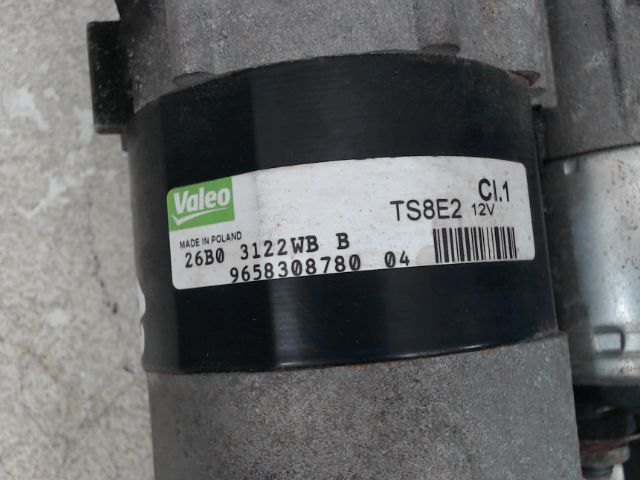 Valeo
MADE IN POLAND
TS8E2 12V Cl.1
26B0 3122WB B
9658308780 04